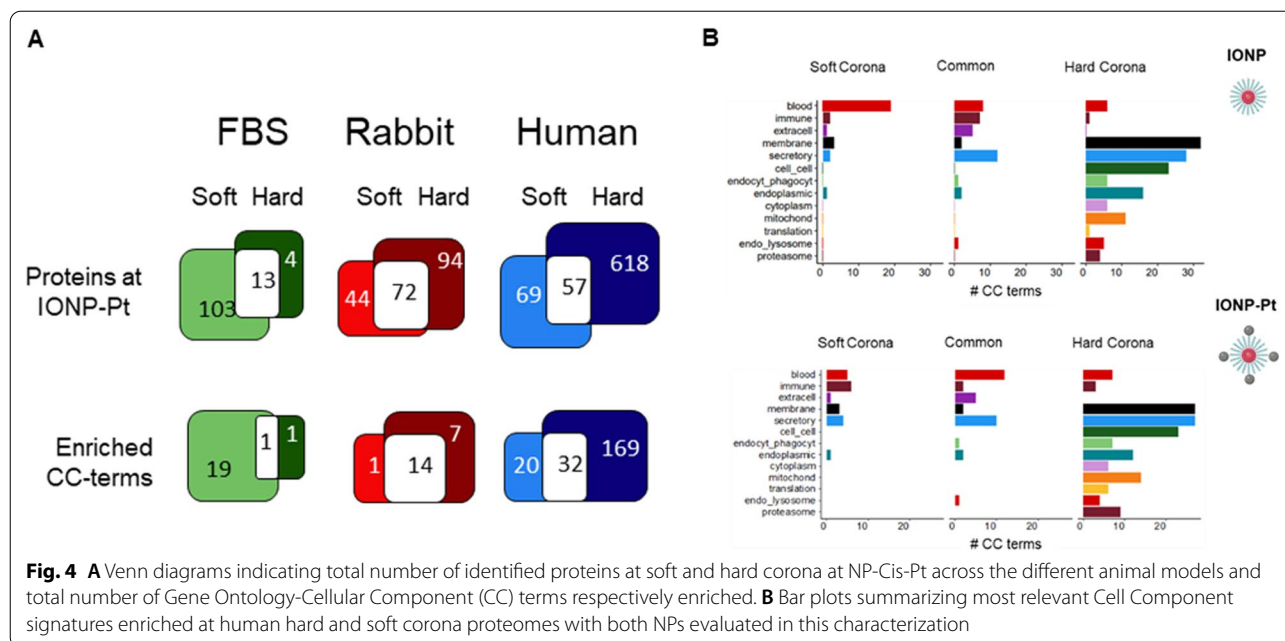 A
FBS Rabbit Human
Soft Hard Soft Hard Soft Hard
Proteins at IONP-Pt
103 13 4 44 72 94 69 57 618
Enriched CC-terms
19 1 1 1 14 7 20 32 169
B
IONP
Soft Corona Common Hard Corona
blood
immune
extracell
membrane
secretory
cell_cell
endocyt_phagocyt
endoplasmic
cytoplasm
mitochond
translation
endo_lysosome
proteasome
0 10 20 30 0 10 20 30 0 10 20 30
# CC terms
IONP-Pt
Soft Corona Common Hard Corona
blood
immune
extracell
membrane
secretory
cell_cell
endocyt_phagocyt
endoplasmic
cytoplasm
mitochond
translation
endo_lysosome
proteasome
0 10 20 0 10 20 0 10 20
# CC terms
Fig. 4 A Venn diagrams indicating total number of identified proteins at soft and hard corona at NP-Cis-Pt across the different animal models and
total number of Gene Ontology-Cellular Component (CC) terms respectively enriched. B Bar plots summarizing most relevant Cell Component
signatures enriched at human hard and soft corona proteomes with both NPs evaluated in this characterization